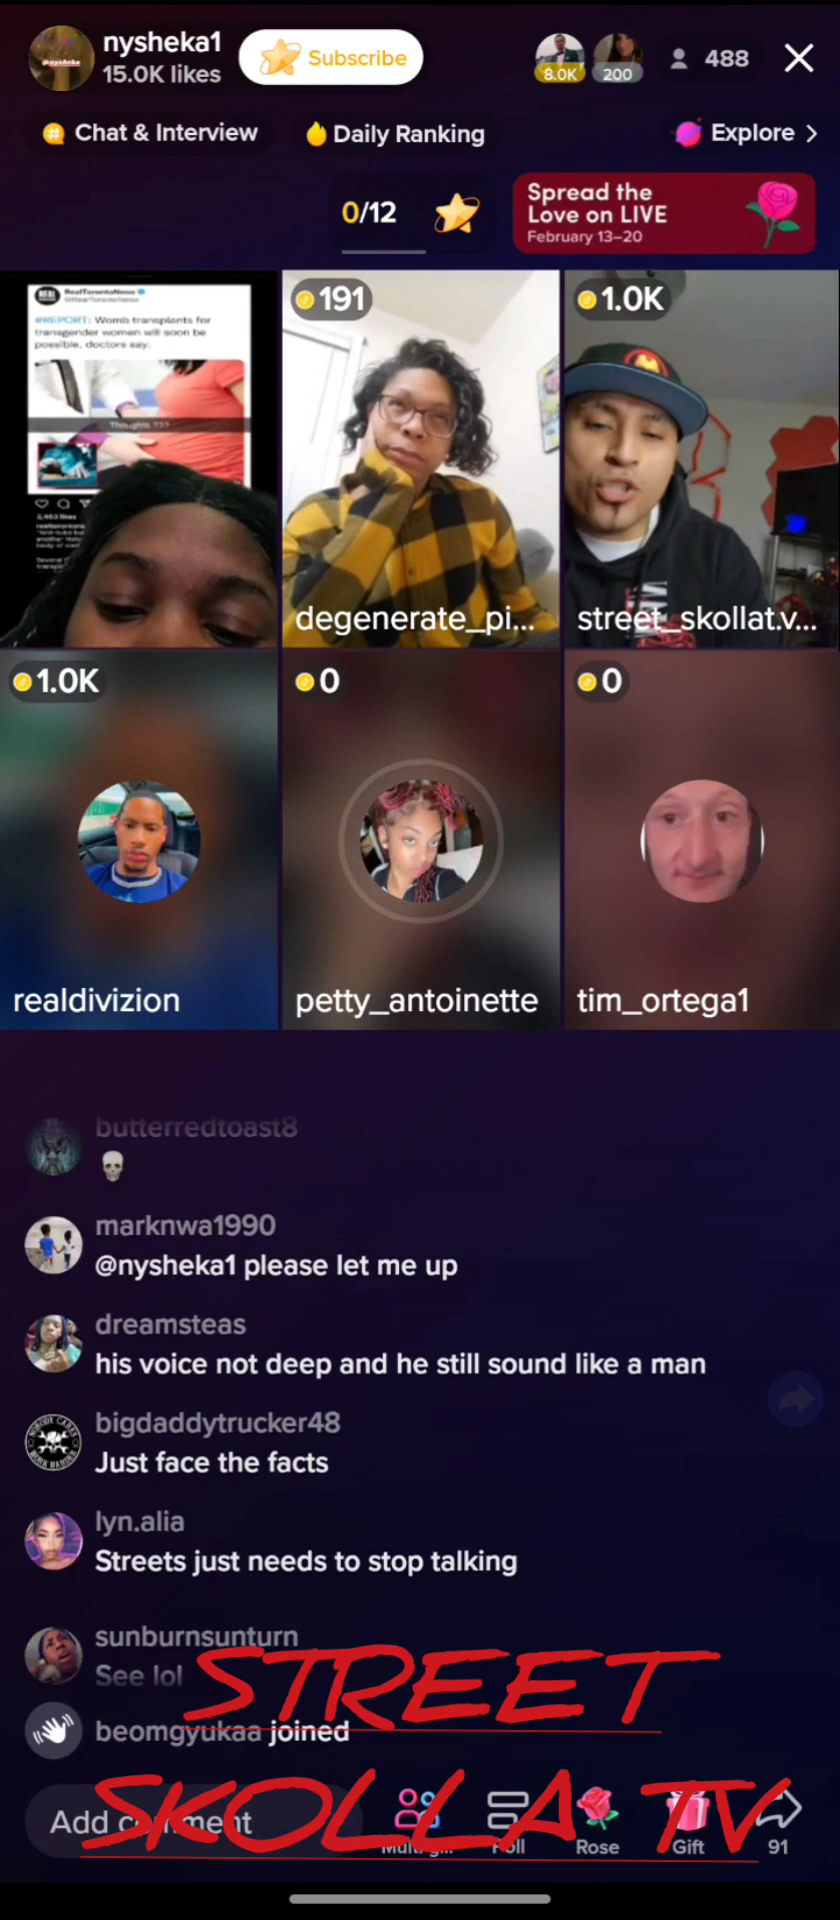 nysheka1
15.0K likes
Subscribe
8.0K
200
488
Chat & Interview
Daily Ranking
Explore >
0/12
Spread the
Love on LIVE
February 13–20
REAL
RealTorontoNews
@RealTorontoNews
#REPORT: Womb transplants for
transgender women will soon be
possible, doctors say.
Thoughts ???
191
degenerate_pi...
1.0K
street_skollat.v...
1.0K
realdivizion
0
petty_antoinette
0
tim_ortega1
butterredtoast8
marknwa1990
@nysheka1 please let me up
dreamsteas
his voice not deep and he still sound like a man
bigdaddytrucker48
Just face the facts
lyn.alia
Streets just needs to stop talking
sunburnsunturn
See lol
beomgyukaa joined
STREET
SKOLLA TV
Add comment
Rose
Gift
91